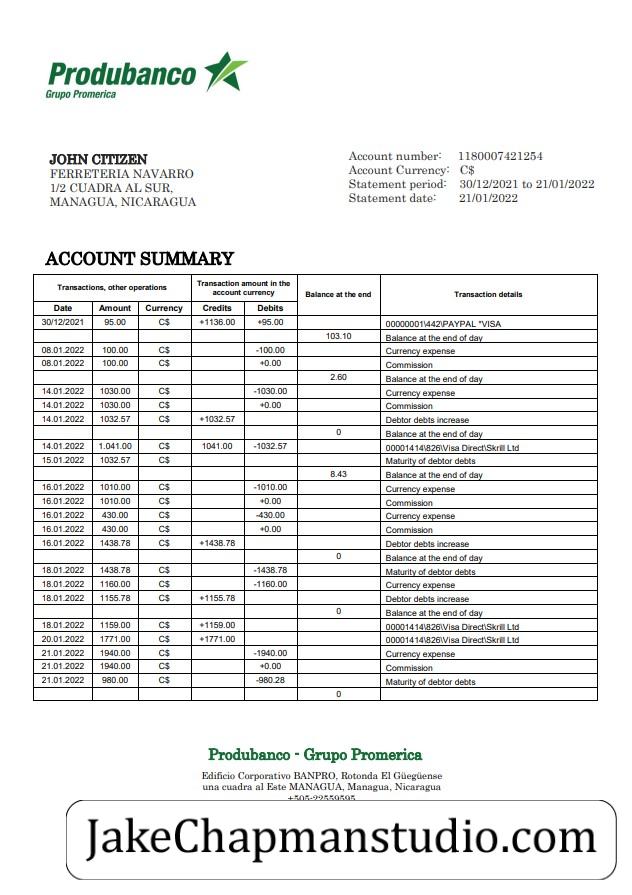 Produbanco
Grupo Promerica
JOHN CITIZEN
FERRETERIA NAVARRO
1/2 CUADRA AL SUR,
MANAGUA, NICARAGUA
Account number: 1180007421254
Account Currency: C$
Statement period: 30/12/2021 to 21/01/2022
Statement date: 21/01/2022
ACCOUNT SUMMARY
Transactions, other operations Transaction amount in the account currency Balance at the end Transaction details
Date Amount Currency Credits Debits
30/12/2021 95.00 C$ +1136.00 +95.00 00000001\442\PAYPAL *VISA
103.10 Balance at the end of day
08.01.2022 100.00 C$ -100.00 Currency expense
08.01.2022 100.00 C$ +0.00 Commission
2.60 Balance at the end of day
14.01.2022 1030.00 C$ -1030.00 Currency expense
14.01.2022 1030.00 C$ +0.00 Commission
14.01.2022 1032.57 C$ +1032.57 Debtor debts increase
0 Balance at the end of day
14.01.2022 1.041.00 C$ 1041.00 -1032.57 00001414\826\Visa Direct\Skrill Ltd
15.01.2022 1032.57 C$ Maturity of debtor debts
8.43 Balance at the end of day
16.01.2022 1010.00 C$ -1010.00 Currency expense
16.01.2022 1010.00 C$ +0.00 Commission
16.01.2022 430.00 C$ -430.00 Currency expense
16.01.2022 430.00 C$ +0.00 Commission
16.01.2022 1438.78 C$ +1438.78 Debtor debts increase
0 Balance at the end of day
18.01.2022 1438.78 C$ -1438.78 Maturity of debtor debts
18.01.2022 1160.00 C$ -1160.00 Currency expense
18.01.2022 1155.78 C$ +1155.78 Debtor debts increase
0 Balance at the end of day
18.01.2022 1159.00 C$ +1159.00 00001414\826\Visa Direct\Skrill Ltd
20.01.2022 1771.00 C$ +1771.00 00001414\826\Visa Direct\Skrill Ltd
21.01.2022 1940.00 C$ -1940.00 Currency expense
21.01.2022 1940.00 C$ +0.00 Commission
21.01.2022 980.00 C$ -980.28 Maturity of debtor debts
0
Produbanco - Grupo Promerica
Edificio Corporativo BANPRO, Rotonda El Güegüense
una cuadra al Este MANAGUA, Managua, Nicaragua
+505-22559595
JakeChapmanstudio.com